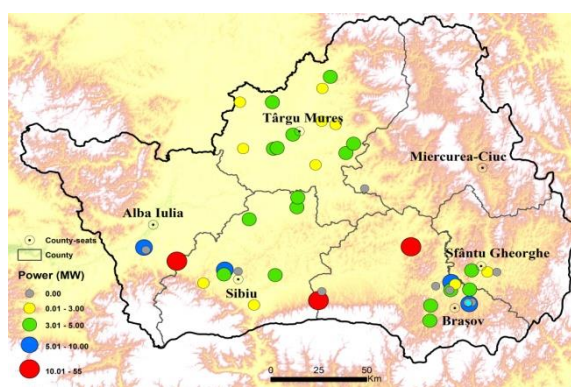 Târgu Mureș
Miercurea-Ciuc
Alba Iulia
Sfântu Gheorghe
Sibiu
Brașov
County-seats
County
Power (MW)
0.00
0.01 - 3.00
3.01 - 5.00
5.01 - 10.00
10.01 - 55
0 25 50
Km